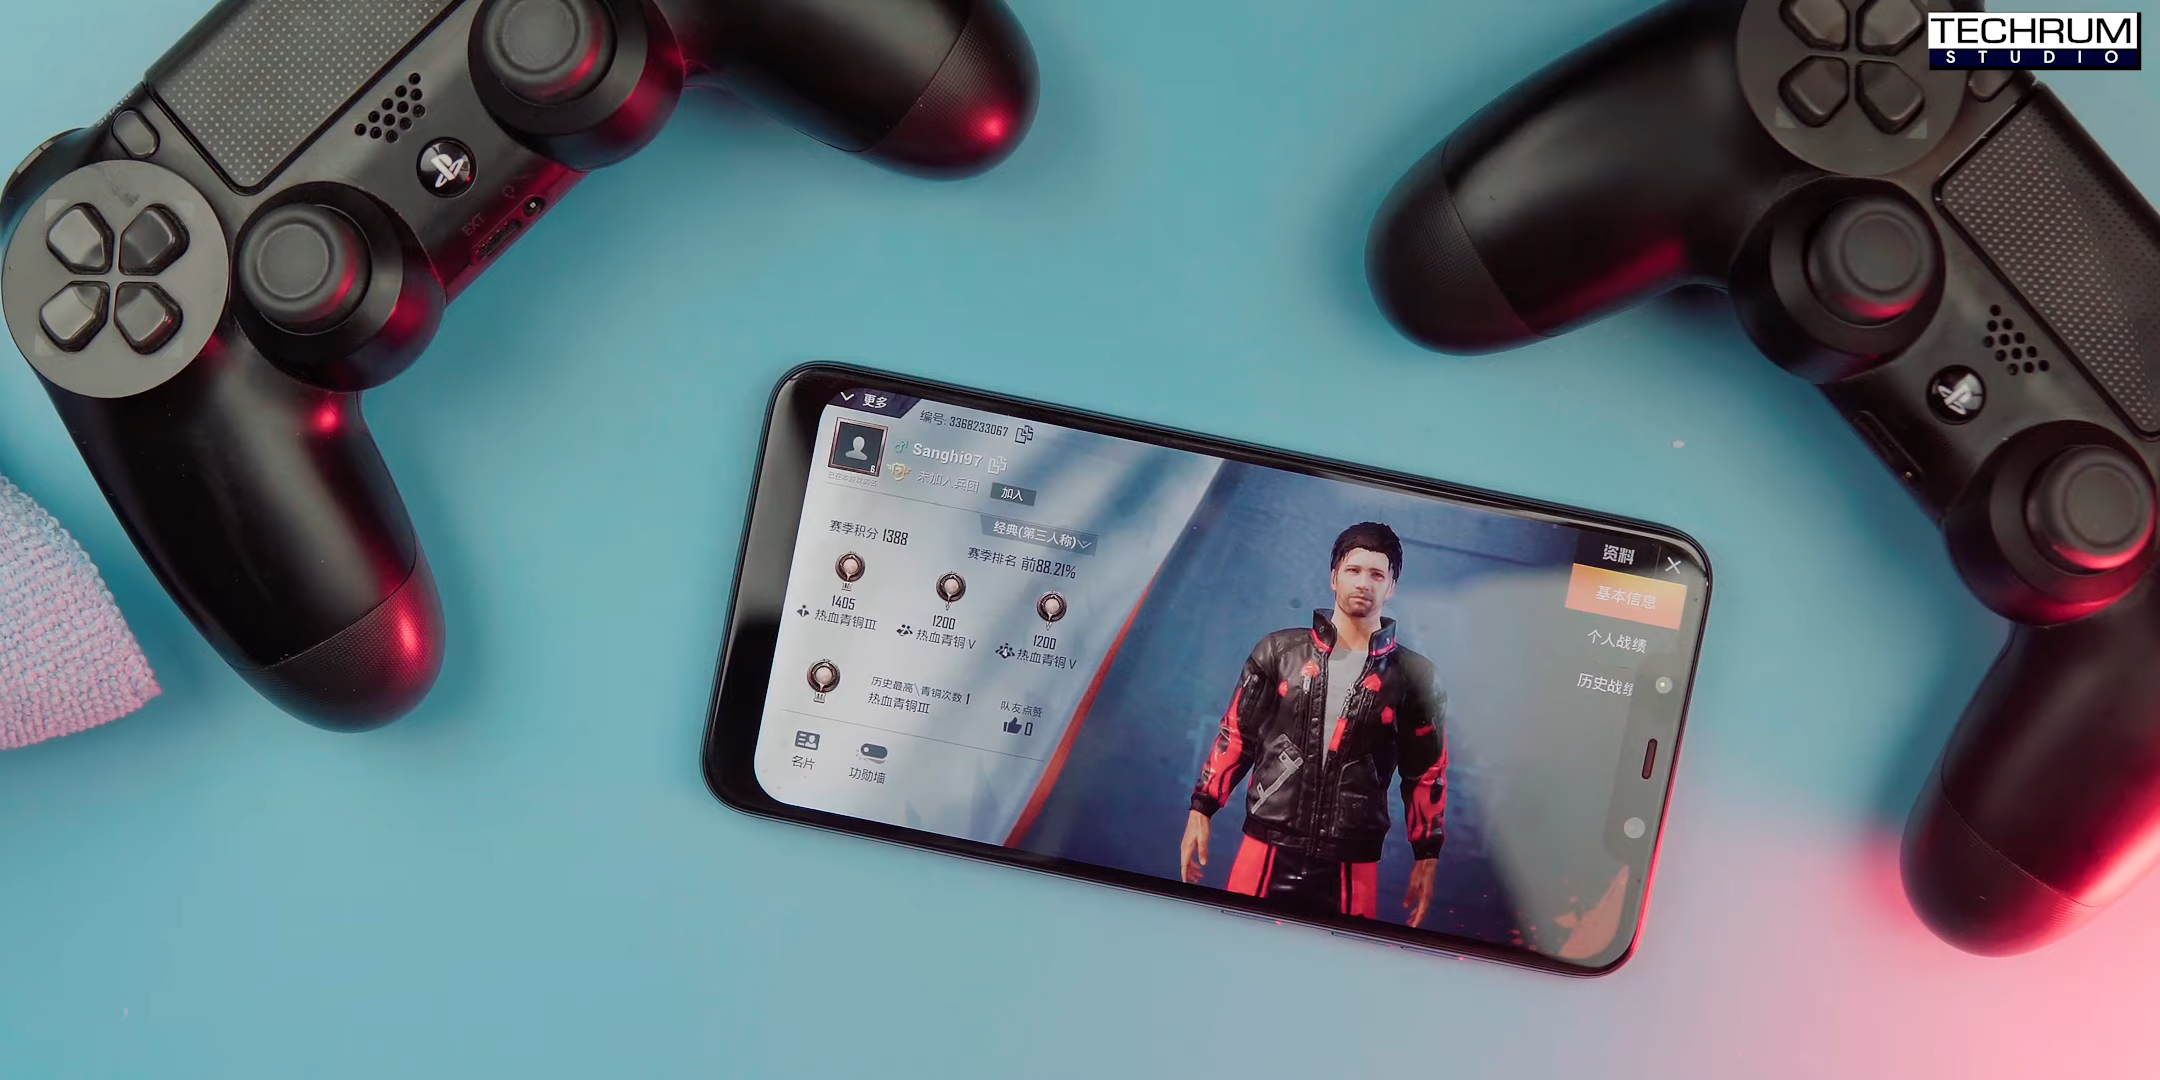 TECHRUM
STUDIO
EXT
更多
编号: 3368233067
Sanghi97
未加入兵团
加入
赛季积分 1388
经典(第三人称)
赛季排名 前88.21%
1405
热血青铜III
1200
热血青铜V
1200
热血青铜V
历史最高\青铜次数 1
热血青铜III
队友点赞
0
名片
功勋墙
资料
基本信息
个人战绩
历史战绩